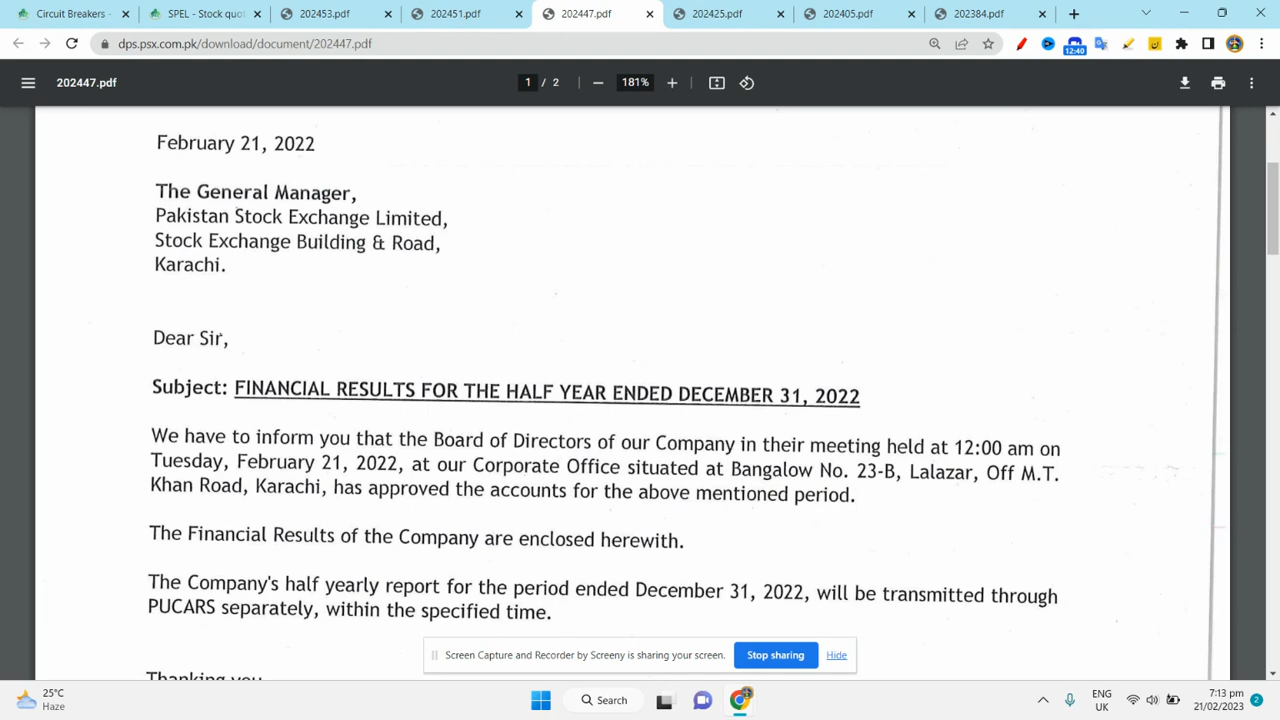 Circuit Breakers -
SPEL - Stock quo
202453.pdf
202451.pdf
202447.pdf
202425.pdf
202405.pdf
202384.pdf
dps.psx.com.pk/download/document/202447.pdf
12:40
202447.pdf
1 / 2
181%
February 21, 2022
The General Manager,
Pakistan Stock Exchange Limited,
Stock Exchange Building & Road,
Karachi.
Dear Sir,
Subject: FINANCIAL RESULTS FOR THE HALF YEAR ENDED DECEMBER 31, 2022
We have to inform you that the Board of Directors of our Company in their meeting held at 12:00 am on
Tuesday, February 21, 2022, at our Corporate Office situated at Bangalow No. 23-B, Lalazar, Off M.T.
Khan Road, Karachi, has approved the accounts for the above mentioned period.
The Financial Results of the Company are enclosed herewith.
The Company's half yearly report for the period ended December 31, 2022, will be transmitted through
PUCARS separately, within the specified time.
Thanking you
Screen Capture and Recorder by Screeny is sharing your screen.
Stop sharing
Hide
25°C
Haze
Search
ENG
UK
7:13 pm
21/02/2023
2